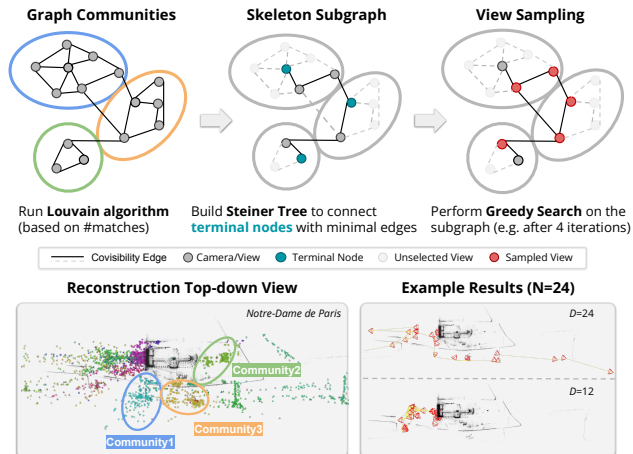 Graph Communities
Skeleton Subgraph
View Sampling
Run Louvain algorithm
(based on #matches)
Build Steiner Tree to connect
terminal nodes with minimal edges
Perform Greedy Search on the
subgraph (e.g. after 4 iterations)
Covisibility Edge
Camera/View
Terminal Node
Unselected View
Sampled View
Reconstruction Top-down View
Example Results (N=24)
Notre-Dame de Paris
Community2
Community3
Community1
D=24
D=12